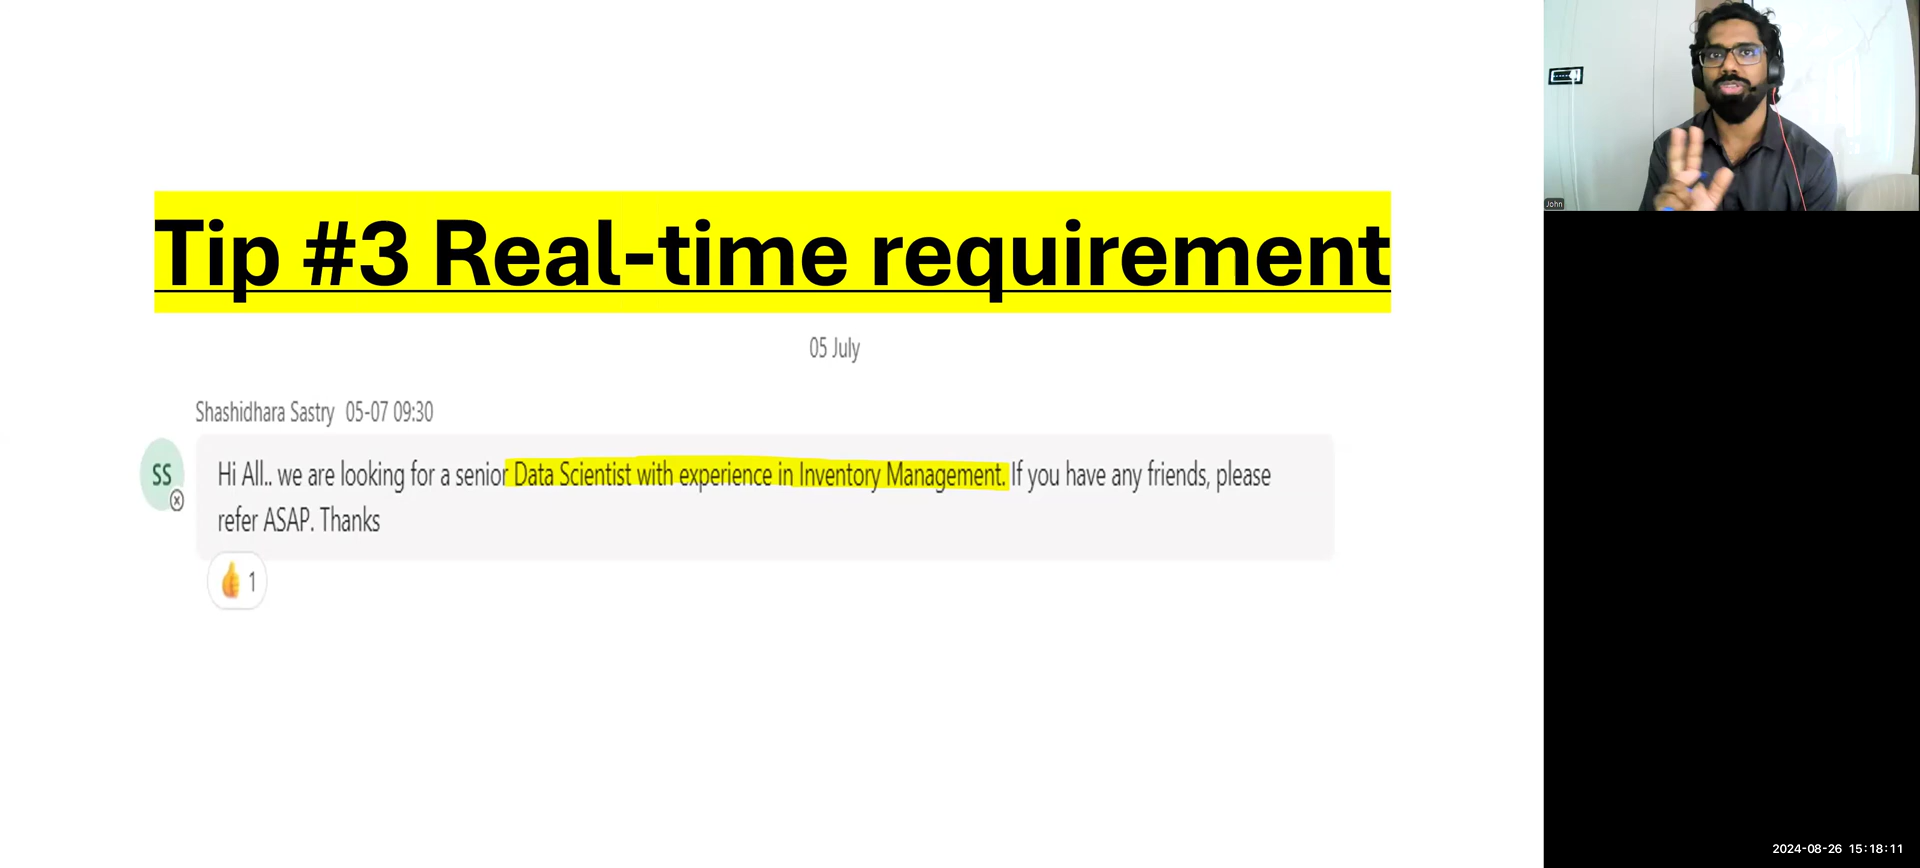 Tip #3 Real-time requirement
05 July
Shashidhara Sastry 05-07 09:30
SS
Hi All.. we are looking for a senior Data Scientist with experience in Inventory Management. If you have any friends, please
refer ASAP. Thanks
👍 1
John
2024-08-26 15:18:11